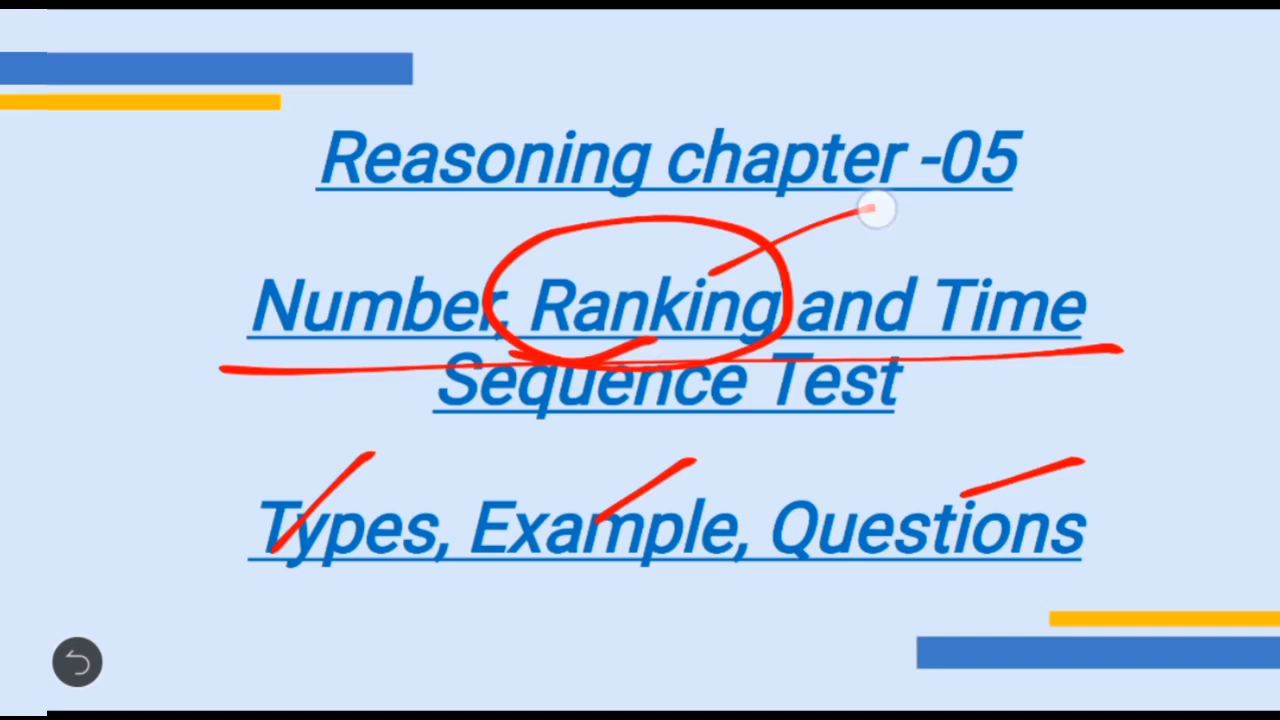 Reasoning chapter -05
Number, Ranking and Time
Sequence Test
Types, Example, Questions